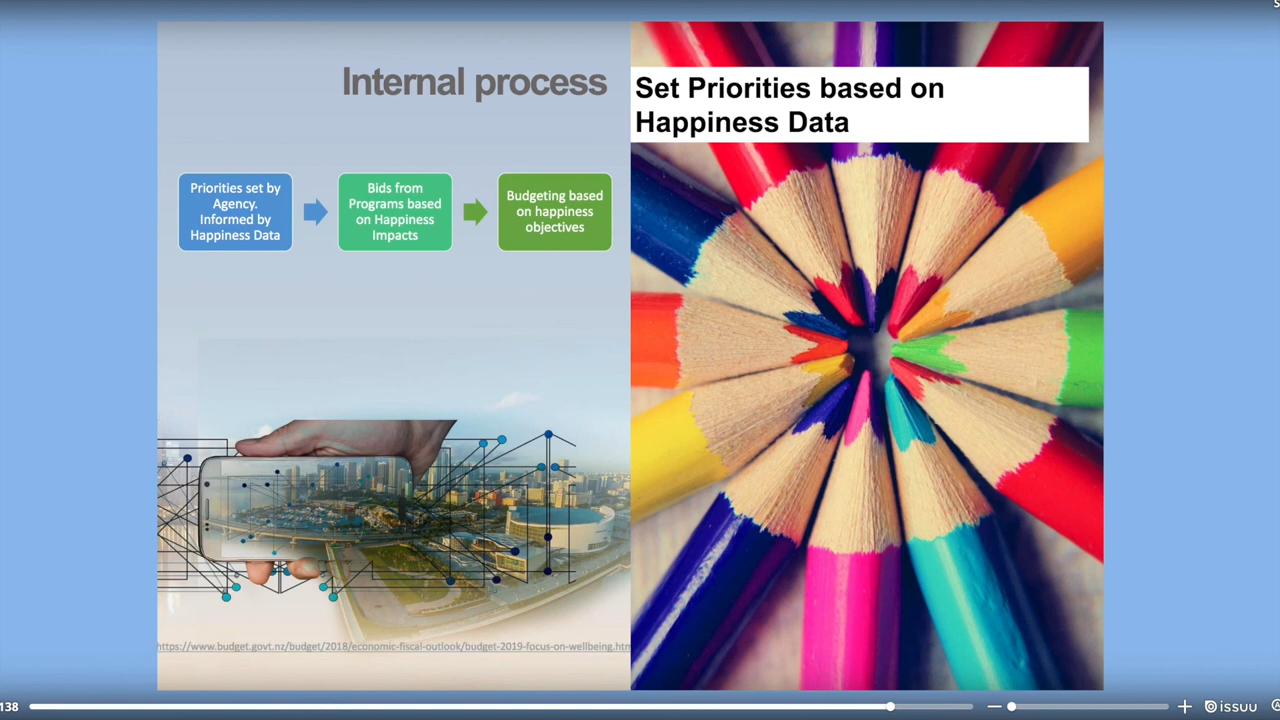 Internal process
Priorities set by
Agency.
Informed by
Happiness Data
Bids from
Programs based
on Happiness
Impacts
Budgeting based
on happiness
objectives
https://www.budget.govt.nz/budget/2018/economic-fiscal-outlook/budget-2019-focus-on-wellbeing.htm
Set Priorities based on
Happiness Data
138
issuu